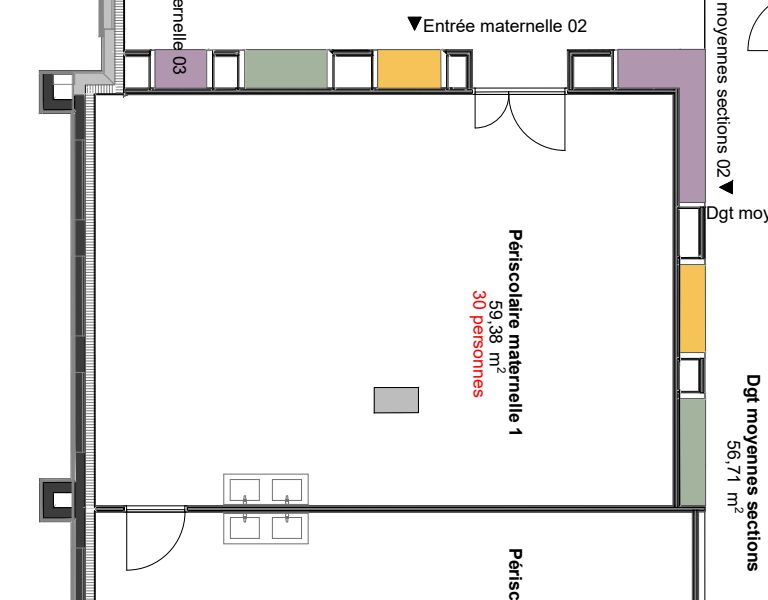 Entrée maternelle 02
ernelle 03
moyennes sections 02
Dgt moy
Périscolaire maternelle 1
59,38 m²
30 personnes
Dgt moyennes sections
56,71 m²
Périsc